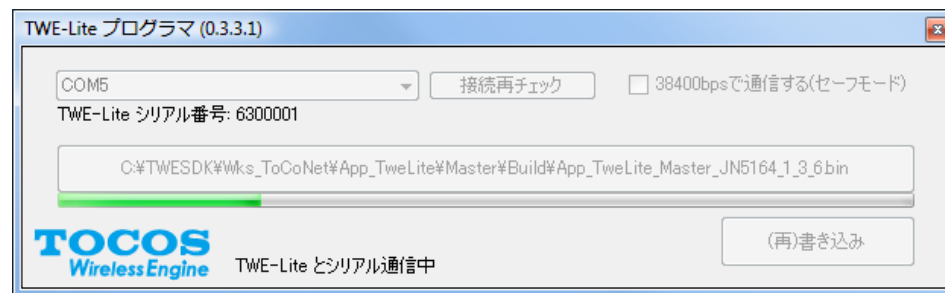 TWE-Lite プログラマ (0.3.3.1)
COM5 接続再チェック 38400bpsで通信する(セーフモード)
TWE-Lite シリアル番号: 6300001
C:¥TWESDK¥Wks_ToCoNet¥App_TweLite¥Master¥Build¥App_TweLite_Master_JN5164_1_3_6.bin
(再)書き込み
TOCOS
Wireless Engine
TWE-Lite とシリアル通信中